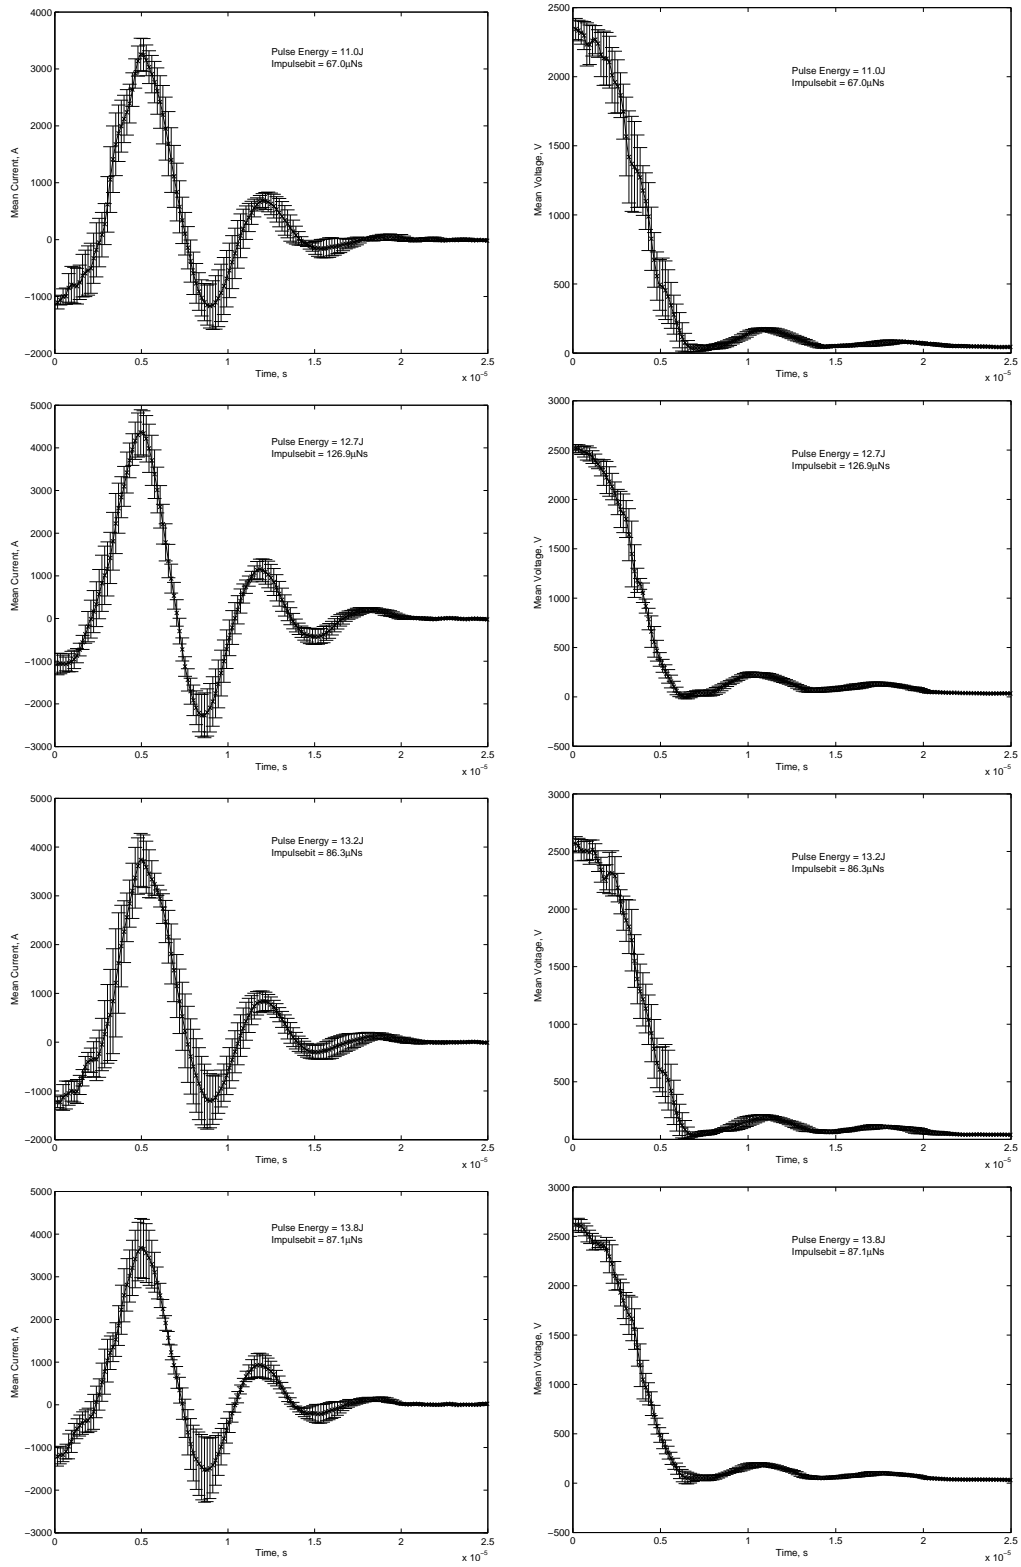 4000
3000
2000
1000
0
−1000
−2000
Mean Current, A
Pulse Energy = 11.0J
Impulsebit = 67.0μNs
0 0.5 1 1.5 2 2.5
Time, s
x 10⁻⁵
2500
2000
1500
1000
500
0
Mean Voltage, V
Pulse Energy = 11.0J
Impulsebit = 67.0μNs
0 0.5 1 1.5 2 2.5
Time, s
x 10⁻⁵
5000
4000
3000
2000
1000
0
−1000
−2000
−3000
Mean Current, A
Pulse Energy = 12.7J
Impulsebit = 126.9μNs
0 0.5 1 1.5 2 2.5
Time, s
x 10⁻⁵
3000
2500
2000
1500
1000
500
0
−500
Mean Voltage, V
Pulse Energy = 12.7J
Impulsebit = 126.9μNs
0 0.5 1 1.5 2 2.5
Time, s
x 10⁻⁵
5000
4000
3000
2000
1000
0
−1000
−2000
Mean Current, A
Pulse Energy = 13.2J
Impulsebit = 86.3μNs
0 0.5 1 1.5 2 2.5
Time, s
x 10⁻⁵
3000
2500
2000
1500
1000
500
0
Mean Voltage, V
Pulse Energy = 13.2J
Impulsebit = 86.3μNs
0 0.5 1 1.5 2 2.5
Time, s
x 10⁻⁵
5000
4000
3000
2000
1000
0
−1000
−2000
−3000
Mean Current, A
Pulse Energy = 13.8J
Impulsebit = 87.1μNs
0 0.5 1 1.5 2 2.5
Time, s
x 10⁻⁵
3000
2500
2000
1500
1000
500
0
−500
Mean Voltage, V
Pulse Energy = 13.8J
Impulsebit = 87.1μNs
0 0.5 1 1.5 2 2.5
Time, s
x 10⁻⁵